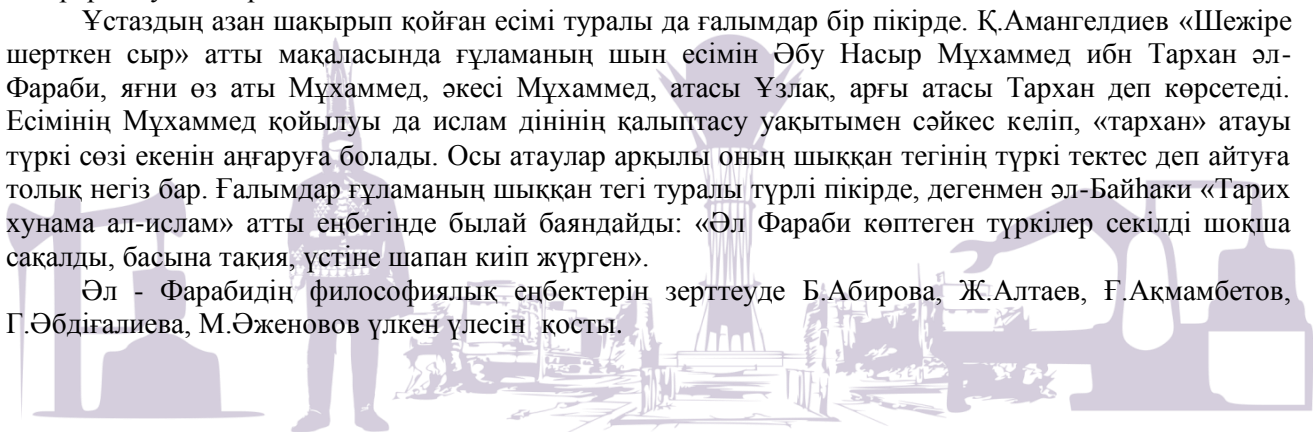 Ұстаздың азан шақырып қойған есімі туралы да ғалымдар бір пікірде. Қ.Амангелдиев «Шежіре
шерткен сыр» атты мақаласында ғұламаның шын есімін Әбу Насыр Мұхаммед ибн Тархан әл-
Фараби, яғни өз аты Мұхаммед, әкесі Мұхаммед, атасы Ұзлақ, арғы атасы Тархан деп көрсетеді.
Есімінің Мұхаммед қойылуы да ислам дінінің қалыптасу уақытымен сәйкес келіп, «тархан» атауы
түркі сөзі екенін аңғаруға болады. Осы атаулар арқылы оның шыққан тегінің түркі тектес деп айтуға
толық негіз бар. Ғалымдар ғұламаның шыққан тегі туралы түрлі пікірде, дегенмен әл-Байһаки «Тарих
хунама ал-ислам» атты еңбегінде былай баяндайды: «Әл Фараби көптеген түркілер секілді шоқша
сақалды, басына тақия, үстіне шапан киіп жүрген».
Әл - Фарабидің философиялық еңбектерін зерттеуде Б.Абирова, Ж.Алтаев, Ғ.Ақмамбетов,
Г.Әбдіғалиева, М.Әженовов үлкен үлесін қосты.